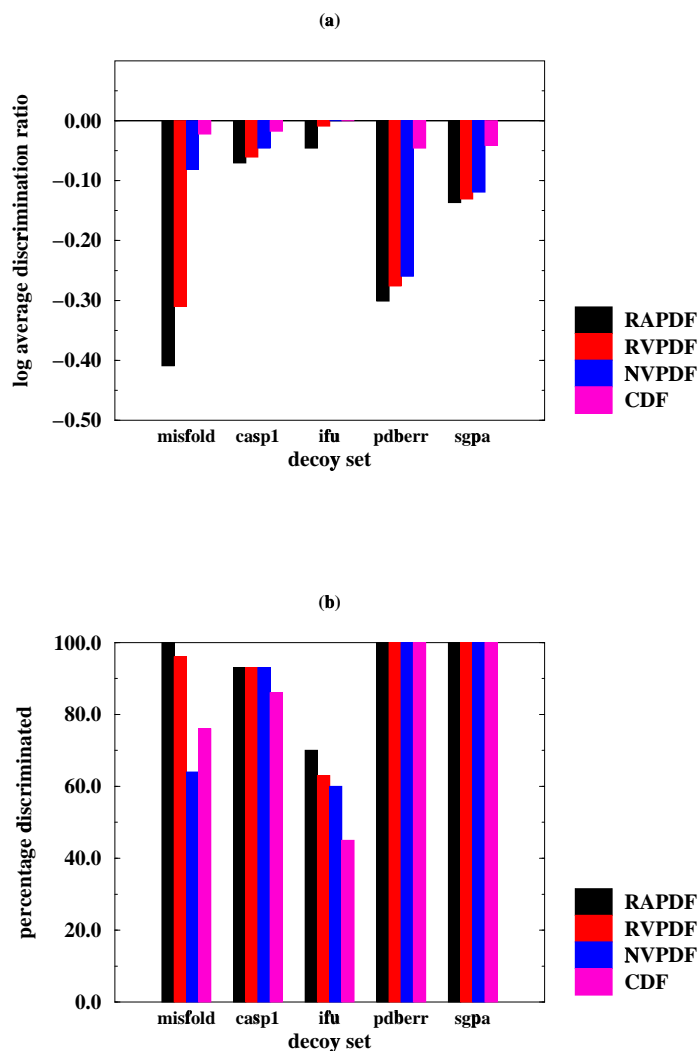 (a)
0.00
−0.10
−0.20
−0.30
−0.40
−0.50
log average discrimination ratio
misfold casp1 ifu pdberr sgpa
decoy set
RAPDF
RVPDF
NVPDF
CDF
(b)
100.0
80.0
60.0
40.0
20.0
0.0
percentage discriminated
misfold casp1 ifu pdberr sgpa
decoy set
RAPDF
RVPDF
NVPDF
CDF